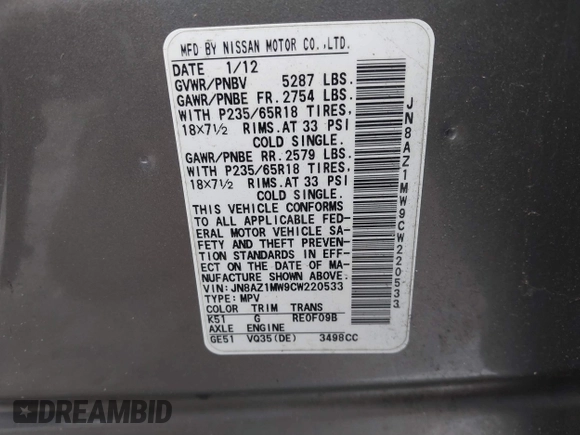 MFD BY NISSAN MOTOR CO.,LTD.
DATE 1/12
GVWR/PNBV 5287 LBS.
GAWR/PNBE FR. 2754 LBS.
WITH P235/65R18 TIRES,
18×7½ RIMS. AT 33 PSI
COLD SINGLE.
GAWR/PNBE RR. 2579 LBS.
WITH P235/65R18 TIRES,
18×7½ RIMS. AT 33 PSI
COLD SINGLE.
THIS VEHICLE CONFORMS
TO ALL APPLICABLE FED-
ERAL MOTOR VEHICLE SA-
FETY AND THEFT PREVEN-
TION STANDARDS IN EFF-
ECT ON THE DATE OF MA-
NUFACTURE SHOWN ABOVE.
VIN: JN8AZ1MW9CW220533
TYPE: MPV
COLOR TRIM TRANS
K51 G RE0F09B
AXLE ENGINE
GE51 VQ35(DE) 3498CC
JN8AZ1MW9CW220533
DREAMBID